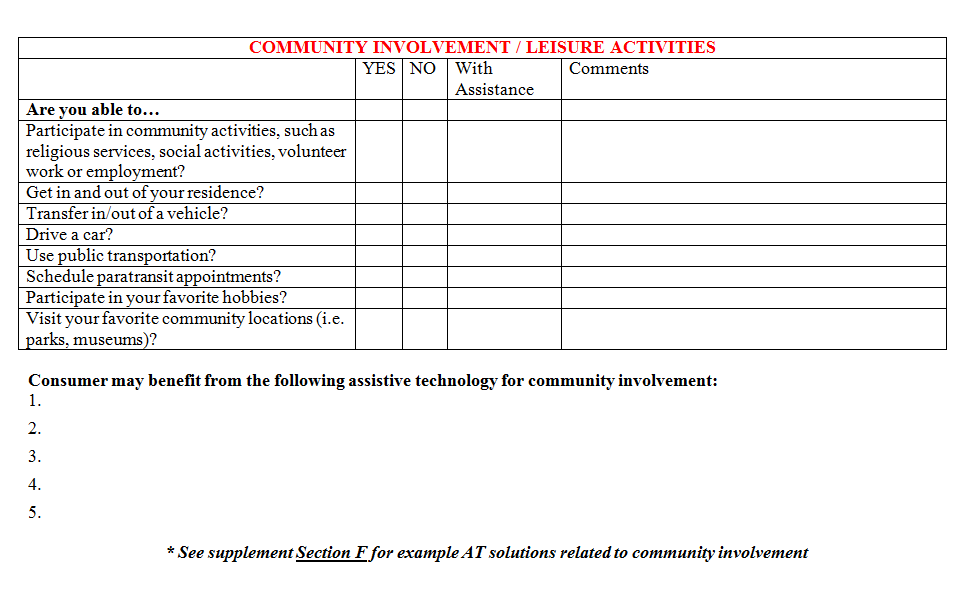 COMMUNITY INVOLVEMENT / LEISURE ACTIVITIES
YES NO With Comments
Assistance
Are you able to…
Participate in community activities, such as
religious services, social activities, volunteer
work or employment?
Get in and out of your residence?
Transfer in/out of a vehicle?
Drive a car?
Use public transportation?
Schedule paratransit appointments?
Participate in your favorite hobbies?
Visit your favorite community locations (i.e.
parks, museums)?
Consumer may benefit from the following assistive technology for community involvement:
1.
2.
3.
4.
5.
* See supplement Section F for example AT solutions related to community involvement